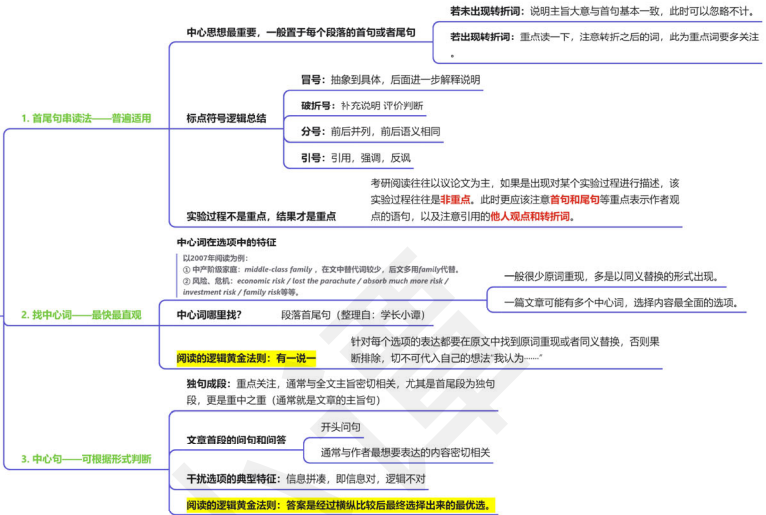 1. 首尾句串读法——普遍适用
中心思想最重要，一般置于每个段落的首句或者尾句
若未出现转折词：说明主旨大意与首句基本一致，此时可以忽略不计。
若出现转折词：重点读一下，注意转折之后的词，此为重点词要多关注
。
标点符号逻辑总结
冒号：抽象到具体，后面进一步解释说明
破折号：补充说明 评价判断
分号：前后并列，前后语义相同
引号：引用，强调，反讽
实验过程不是重点，结果才是重点
考研阅读往往以议论文为主，如果是出现对某个实验过程进行描述，该
实验过程往往是非重点。此时更应该注意首句和尾句等重点表示作者观
点的语句，以及注意引用的他人观点和转折词。
2. 找中心词——最快最直观
中心词在选项中的特征
以2007年阅读为例：
① 中产阶级家庭：middle-class family ，在文中替代词较少，后文多用family代替。
② 风险、危机：economic risk / lost the parachute / absorb much more risk /
investment risk / family risk等等。
中心词哪里找？
段落首尾句（整理自：学长小谭）
一般很少原词重现，多是以同义替换的形式出现。
一篇文章可能有多个中心词，选择内容最全面的选项。
阅读的逻辑黄金法则：有一说一
针对每个选项的表达都要在原文中找到原词重现或者同义替换，否则果
断排除，切不可代入自己的想法“我认为······”
3. 中心句——可根据形式判断
独句成段：重点关注，通常与全文主旨密切相关，尤其是首尾段为独句
段，更是重中之重（通常就是文章的主旨句）
文章首段的问句和问答
开头问句
通常与作者最想要表达的内容密切相关
干扰选项的典型特征：信息拼凑，即信息对，逻辑不对
阅读的逻辑黄金法则：答案是经过横纵比较后最终选择出来的最优选。